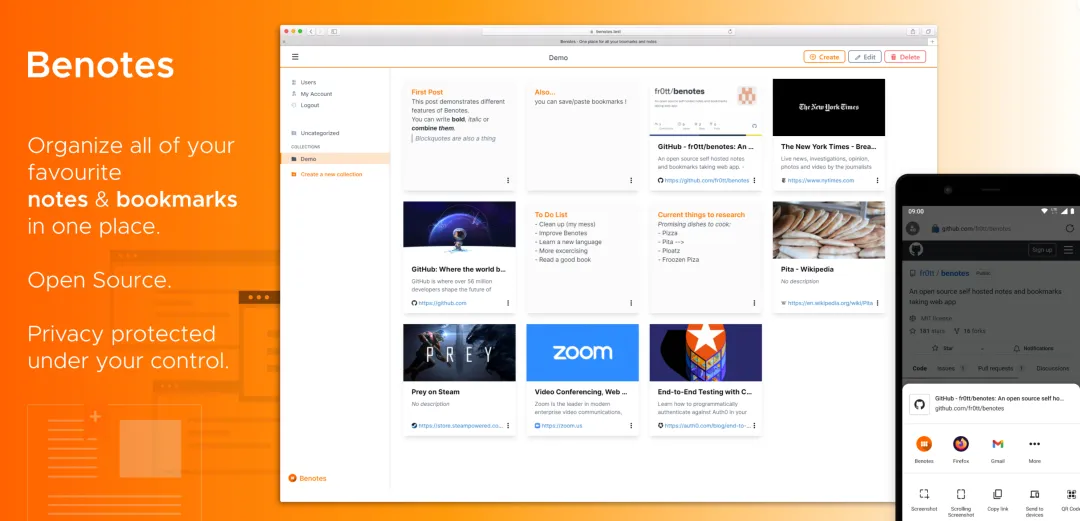 Benotes
Organize all of your
favourite
notes & bookmarks
in one place.
Open Source.
Privacy protected
under your control.
benotes.test
Benotes - One place for all your bookmarks and notes
Demo
Create
Edit
Delete
Users
My Account
Logout
Uncategorized
COLLECTIONS
Demo
Create a new collection
Benotes
First Post
This post demonstrates different
features of Benotes.
You can write bold, italic or
combine them.
Blockquotes are also a thing
Also...
you can save/paste bookmarks !
fr0tt/benotes
GitHub - fr0tt/benotes: An ...
An open source self hosted notes
and bookmarks taking web app. -
https://github.com/fr0tt/benotes
The New York Times
The New York Times - Brea...
Live news, investigations, opinion,
photos and video by the journalists
https://www.nytimes.com
GitHub: Where the world b...
GitHub is where over 56 million
developers shape the future of
https://github.com
To Do List
- Clean up (my mess)
- Improve Benotes
- Learn a new language
- More excercising
- Read a good book
Current things to research
Promising dishes to cook:
- Pizza
- Pita -->
- Ploatz
- Froozen Piza
Pita - Wikipedia
No description
https://en.wikipedia.org/wiki/Pita
PREY
Prey on Steam
No description
https://store.steampowered.co...
zoom
Video Conferencing, Web ...
Zoom is the leader in modern
enterprise video communications,
https://zoom.us
End-to-End Testing with C...
Learn how to programmatically
authenticate against Auth0 in your
https://auth0.com/blog/end-to-...
09:00
github.com/fr0tt/benotes
Sign up
fr0tt / benotes
Public
An open source self hosted notes and bookmarks
taking web app
MIT license
181 stars
16 forks
Star
Notifications
Code
Issues 1
Pull requests 1
Discussions
GitHub - fr0tt/benotes: An open source self ho...
github.com/fr0tt/benotes
Benotes
Firefox
Gmail
More
Screenshot
Scrolling
Screenshot
Copy link
Send to
devices
QR Code